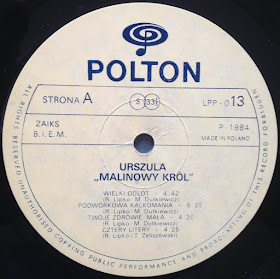 POLTON
STRONA A
S 33
LPP-013
ZAIKS
B.I.E.M.
P 1984
MADE IN POLAND
URSZULA
„MALINOWY KRÓL”
WIELKI ODLOT - 4.42
(R. Lipko M. Dutkiewicz)
PODWÓRKOWA KALKOMANIA - 5.25
(R. Lipko M. Dutkiewicz)
TWOJE ZDROWIE MAŁA - 4.20
(R. Lipko M. Dutkiewicz)
CZTERY LITERY - 4.25
(R. Lipko/T. Zeliszewski)
ALL RIGHTS RESERVED UNAUTHORISED COPYING PUBLIC PERFORMANCE AND BROADCASTING OF THIS RECORD FORBIDDEN